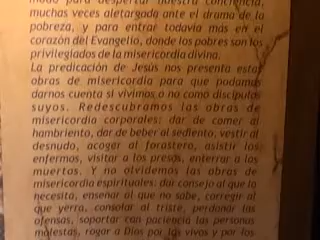 modo para despertar nuestra conciencia,
muchas veces aletargada ante el drama de la
pobreza, y para entrar todavía más en el
corazón del Evangelio, donde los pobres son los
privilegiados de la misericordia divina.
La predicación de Jesús nos presenta estas
obras de misericordia para que podamos
darnos cuenta si vivimos o no como discípulos
suyos. Redescubramos las obras de
misericordia corporales: dar de comer al
hambriento, dar de beber al sediento, vestir al
desnudo, acoger al forastero, asistir los
enfermos, visitar a los presos, enterrar a los
muertos. Y no olvidemos las obras de
misericordia espirituales: dar consejo al que lo
necesita, enseñar al que no sabe, corregir al
que yerra, consolar al triste, perdonar las
ofensas, soportar con paciencia las personas
molestas, rogar a Dios por los vivos y por los